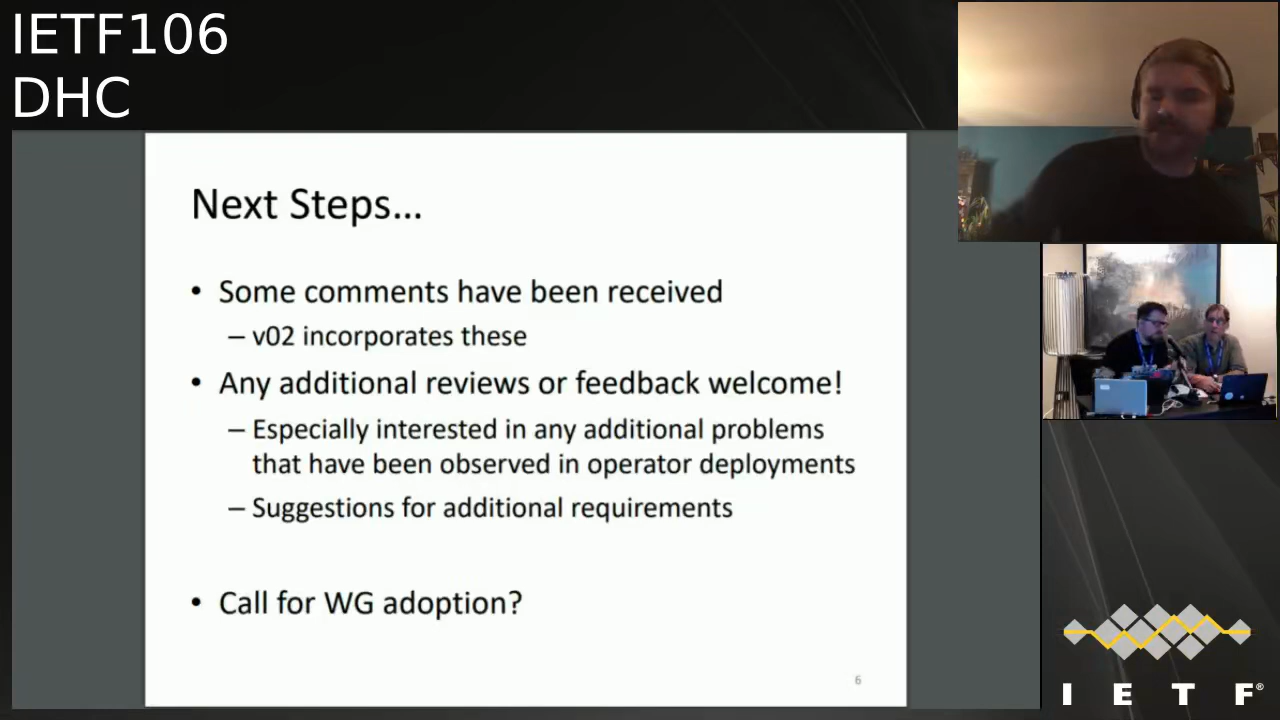 IETF106
DHC
Next Steps…
• Some comments have been received
– v02 incorporates these
• Any additional reviews or feedback welcome!
– Especially interested in any additional problems
that have been observed in operator deployments
– Suggestions for additional requirements
• Call for WG adoption?
6
I E T F®